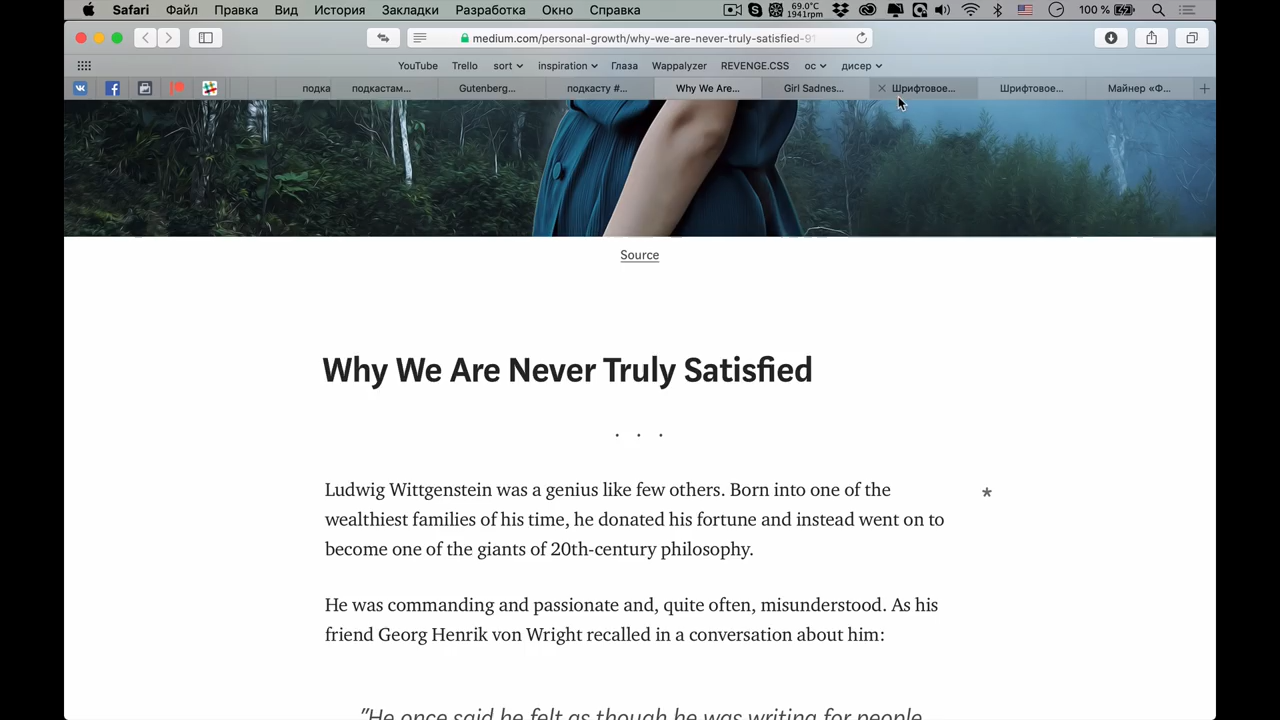 Safari Файл Правка Вид История Закладки Разработка Окно Справка 69.0°C 1941rpm 100 %
medium.com/personal-growth/why-we-are-never-truly-satisfied-91
YouTube Trello sort inspiration Глаза Wappalyzer REVENGE.CSS ос дисер
подка подкастам... Gutenberg... подкасту #... Why We Are... Girl Sadnes... Шрифтовое... Шрифтовое... Майнер «Ф...
Source
Why We Are Never Truly Satisfied
. . .
Ludwig Wittgenstein was a genius like few others. Born into one of the *
wealthiest families of his time, he donated his fortune and instead went on to
become one of the giants of 20th-century philosophy.
He was commanding and passionate and, quite often, misunderstood. As his
friend Georg Henrik von Wright recalled in a conversation about him:
"He once said he felt as though he was writing for people